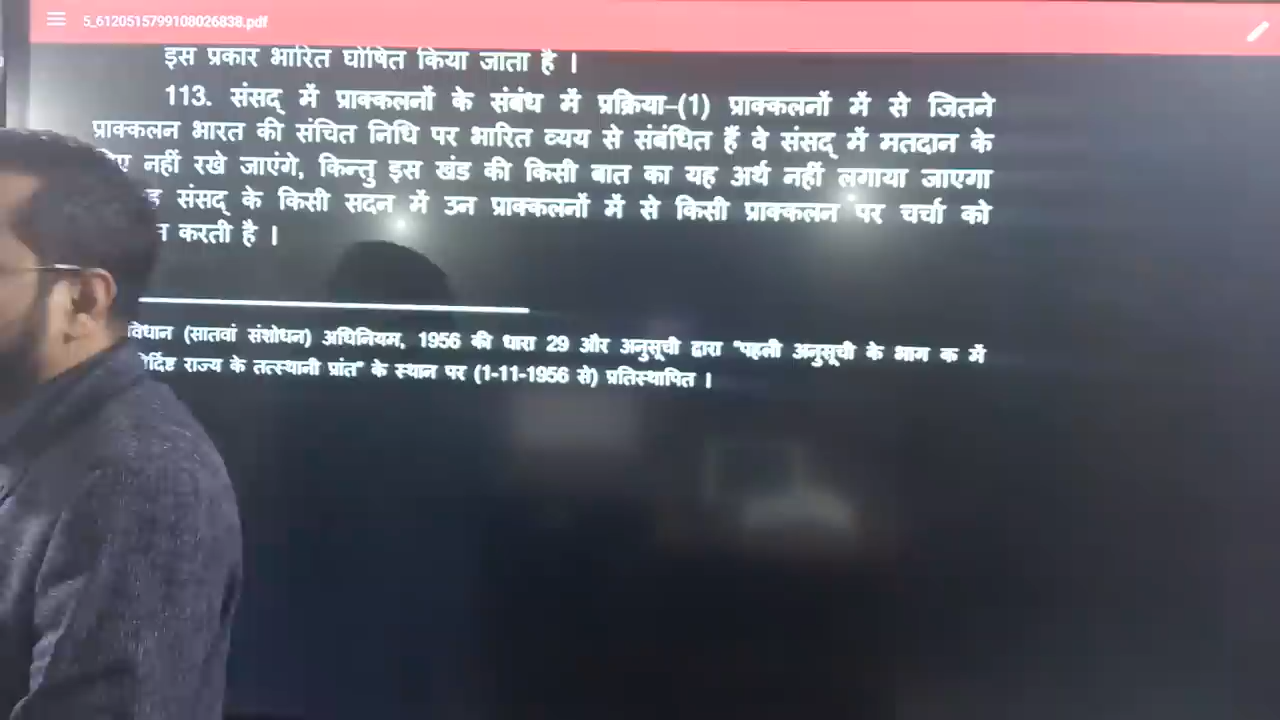 5_6120515799108026838.pdf
इस प्रकार भारित घोषित किया जाता है ।
113. संसद् में प्राक्कलनों के संबंध में प्रक्रिया–(1) प्राक्कलनों में से जितने
प्राक्कलन भारत की संचित निधि पर भारित व्यय से संबंधित हैं वे संसद् में मतदान के
नहीं रखे जाएंगे, किन्तु इस खंड की किसी बात का यह अर्थ नहीं लगाया जाएगा
संसद् के किसी सदन में उन प्राक्कलनों में से किसी प्राक्कलन पर चर्चा को
करती है ।
(सातवां संशोधन) अधिनियम, 1956 की धारा 29 और अनुसूची द्वारा "पहली अनुसूची के भाग क में
राज्य के तत्स्थानी प्रांत" के स्थान पर (1-11-1956 से) प्रतिस्थापित ।